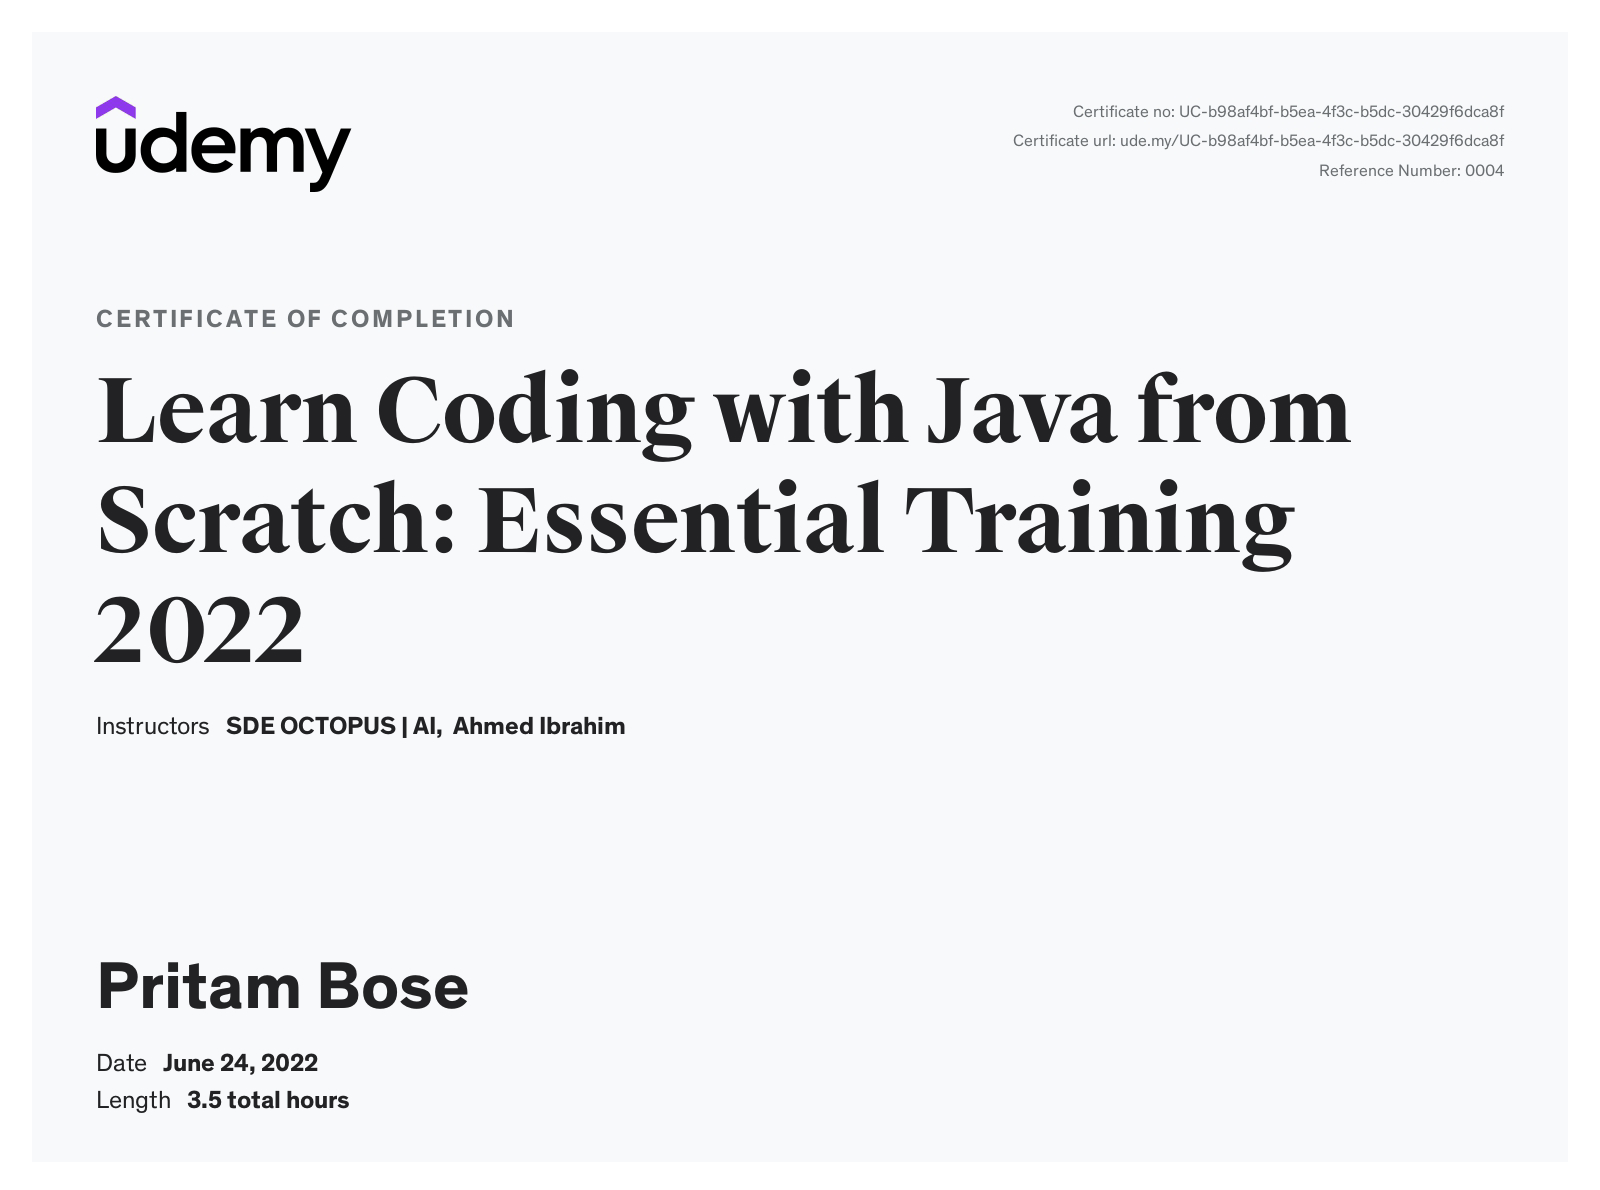 udemy
Certificate no: UC-b98af4bf-b5ea-4f3c-b5dc-30429f6dca8f
Certificate url: ude.my/UC-b98af4bf-b5ea-4f3c-b5dc-30429f6dca8f
Reference Number: 0004
CERTIFICATE OF COMPLETION
Learn Coding with Java from
Scratch: Essential Training
2022
Instructors SDE OCTOPUS | AI, Ahmed Ibrahim
Pritam Bose
Date June 24, 2022
Length 3.5 total hours